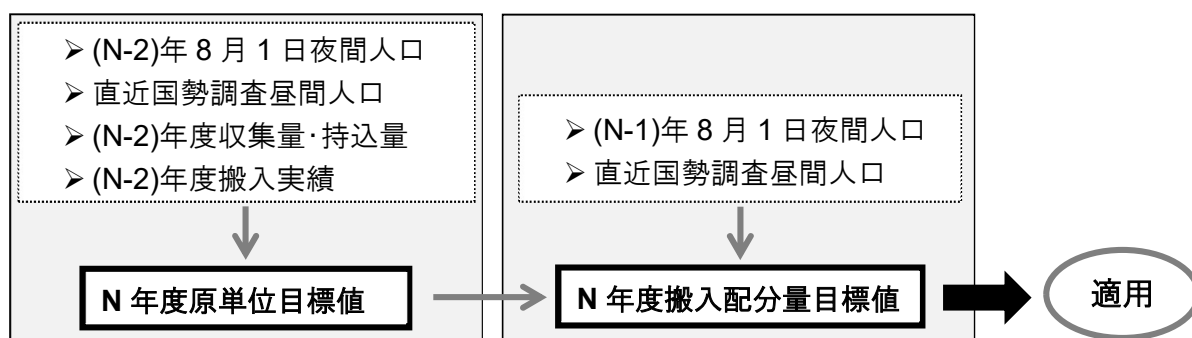 ➢ (N-2)年 8 月 1 日夜間人口
➢ 直近国勢調査昼間人口
➢ (N-2)年度収集量･持込量
➢ (N-2)年度搬入実績
N 年度原単位目標値
➢ (N-1)年 8 月 1 日夜間人口
➢ 直近国勢調査昼間人口
N 年度搬入配分量目標値
適用